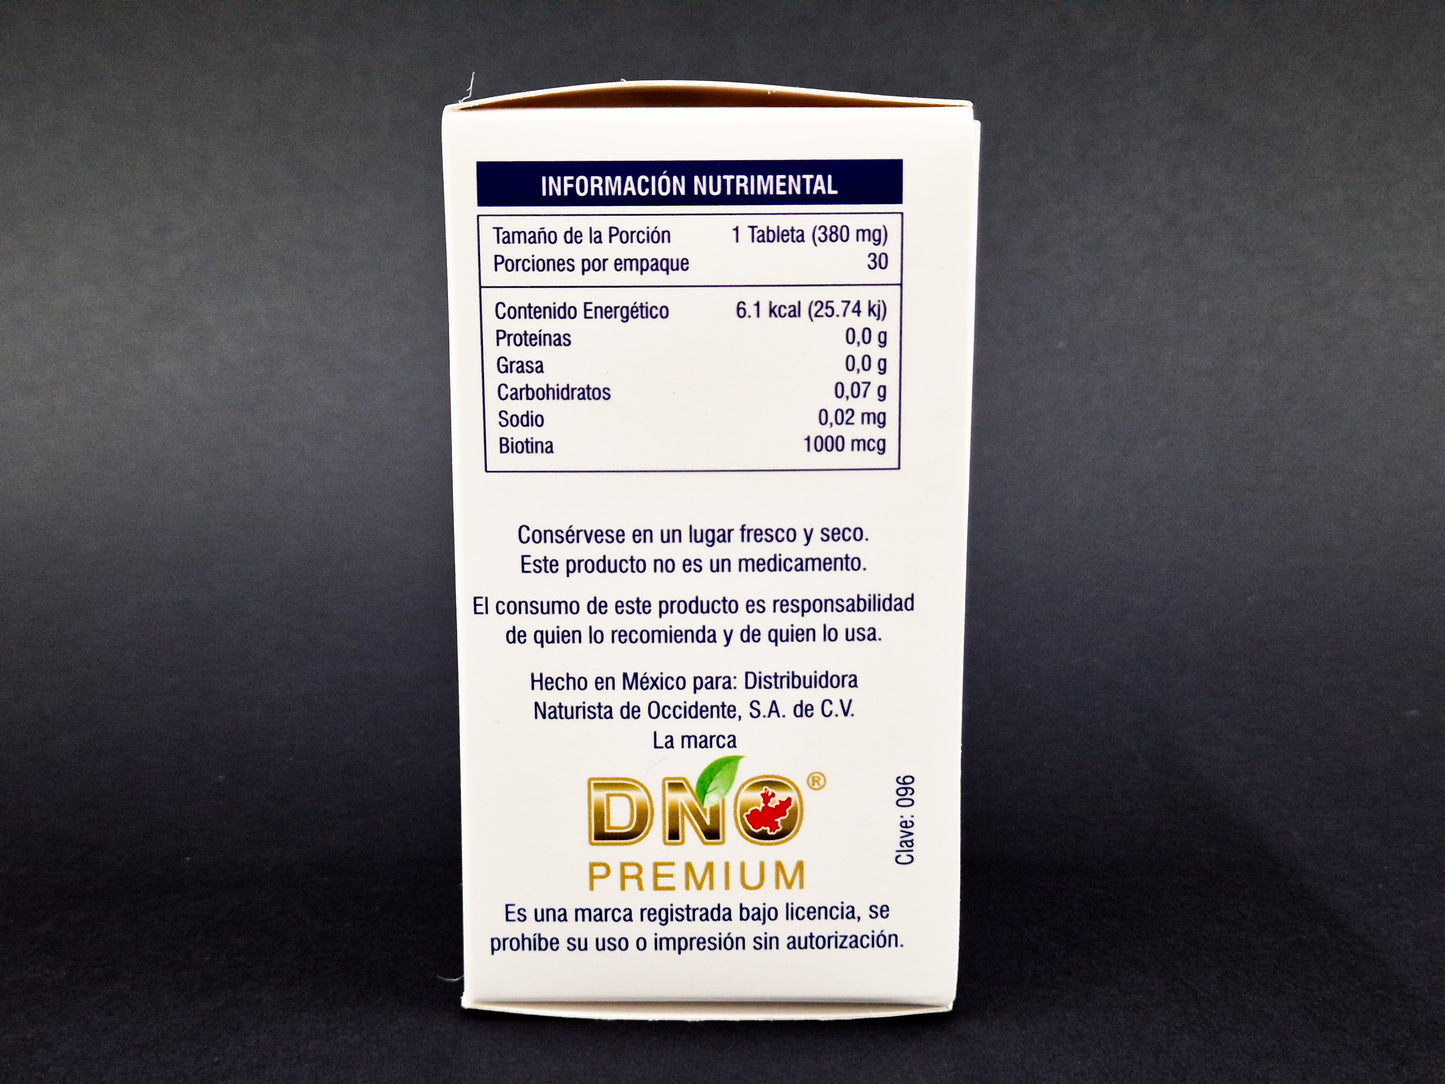 INFORMACIÓN NUTRIMENTAL
Tamaño de la Porción 1 Tableta (380 mg)
Porciones por empaque 30
Contenido Energético 6.1 kcal (25.74 kj)
Proteínas 0,0 g
Grasa 0,0 g
Carbohidratos 0,07 g
Sodio 0,02 mg
Biotina 1000 mcg
Consérvese en un lugar fresco y seco.
Este producto no es un medicamento.
El consumo de este producto es responsabilidad
de quien lo recomienda y de quien lo usa.
Hecho en México para: Distribuidora
Naturista de Occidente, S.A. de C.V.
La marca
DNO®
PREMIUM
Clave: 096
Es una marca registrada bajo licencia, se
prohíbe su uso o impresión sin autorización.